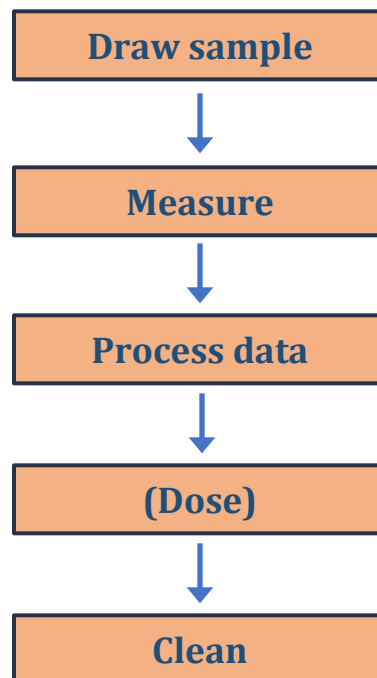 Draw sample
Measure
Process data
(Dose)
Clean